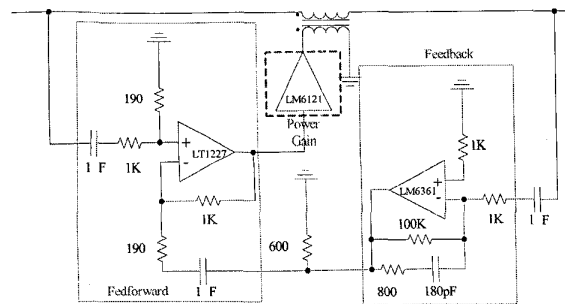 Feedback
190
LM6121
Power
Gain
LT1227
1K
LM6361
1 F
1K
1K
1 F
1K
100K
190
600
1 F
800
180pF
Fedforward